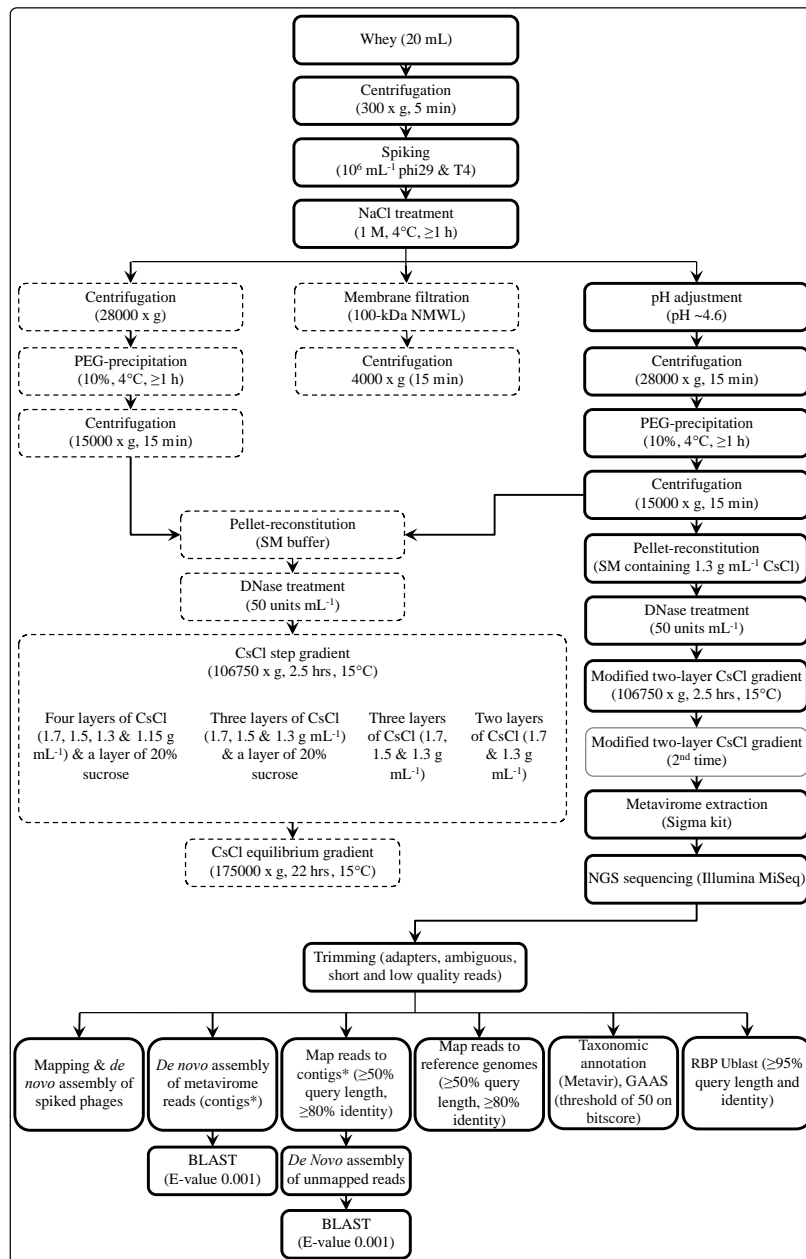 Whey (20 mL)
Centrifugation
(300 x g, 5 min)
Spiking
(10⁶ mL⁻¹ phi29 & T4)
NaCl treatment
(1 M, 4°C, ≥1 h)
Centrifugation
(28000 x g)
PEG-precipitation
(10%, 4°C, ≥1 h)
Centrifugation
(15000 x g, 15 min)
Membrane filtration
(100-kDa NMWL)
Centrifugation
4000 x g (15 min)
pH adjustment
(pH ~4.6)
Centrifugation
(28000 x g, 15 min)
PEG-precipitation
(10%, 4°C, ≥1 h)
Centrifugation
(15000 x g, 15 min)
Pellet-reconstitution
(SM buffer)
DNase treatment
(50 units mL⁻¹)
CsCl step gradient
(106750 x g, 2.5 hrs, 15°C)
Four layers of CsCl
(1.7, 1.5, 1.3 & 1.15 g
mL⁻¹) & a layer of 20%
sucrose
Three layers of CsCl
(1.7, 1.5 & 1.3 g mL⁻¹)
& a layer of 20%
sucrose
Three layers
of CsCl (1.7,
1.5 & 1.3 g
mL⁻¹)
Two layers
of CsCl (1.7
& 1.3 g
mL⁻¹)
CsCl equilibrium gradient
(175000 x g, 22 hrs, 15°C)
Pellet-reconstitution
(SM containing 1.3 g mL⁻¹ CsCl)
DNase treatment
(50 units mL⁻¹)
Modified two-layer CsCl gradient
(106750 x g, 2.5 hrs, 15°C)
Modified two-layer CsCl gradient
(2ⁿᵈ time)
Metavirome extraction
(Sigma kit)
NGS sequencing (Illumina MiSeq)
Trimming (adapters, ambiguous,
short and low quality reads)
Mapping & de
novo assembly of
spiked phages
De novo assembly
of metavirome
reads (contigs*)
BLAST
(E-value 0.001)
Map reads to
contigs* (≥50%
query length,
≥80% identity)
De Novo assembly
of unmapped reads
BLAST
(E-value 0.001)
Map reads to
reference genomes
(≥50% query
length, ≥80%
identity)
Taxonomic
annotation
(Metavir), GAAS
(threshold of 50 on
bitscore)
RBP Ublast (≥95%
query length and
identity)